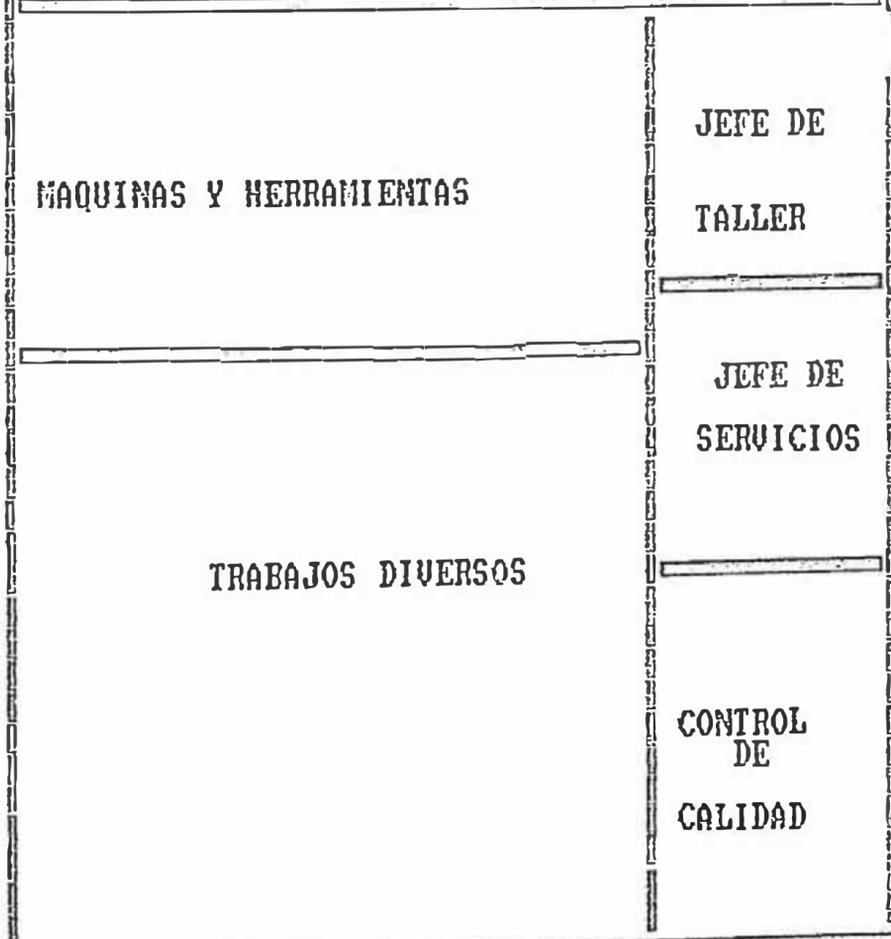 MAQUINAS Y HERRAMIENTAS
JEFE DE
TALLER
JEFE DE
SERVICIOS
TRABAJOS DIVERSOS
CONTROL
DE
CALIDAD